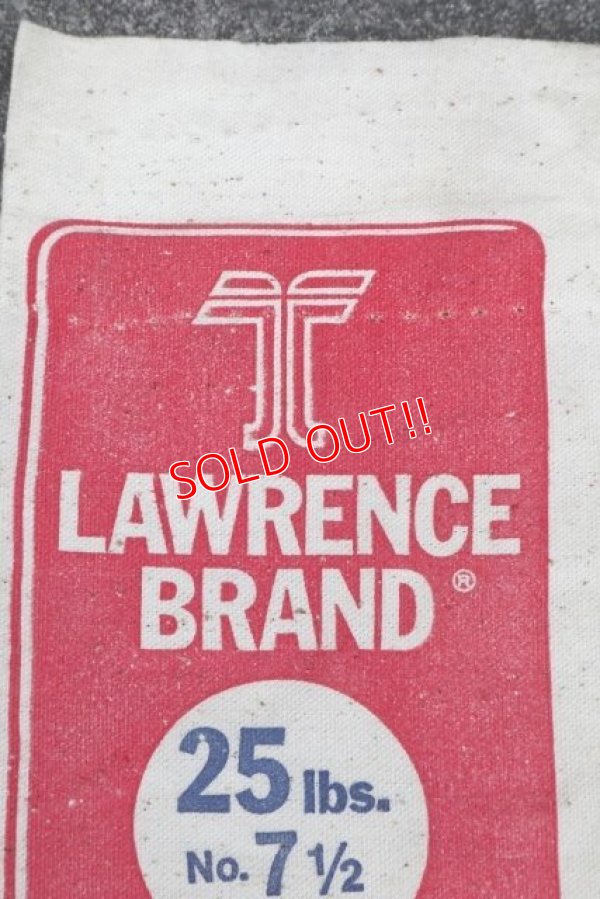 SOLD OUT!!
LAWRENCE
BRAND®
25 lbs.
No. 7 1/2